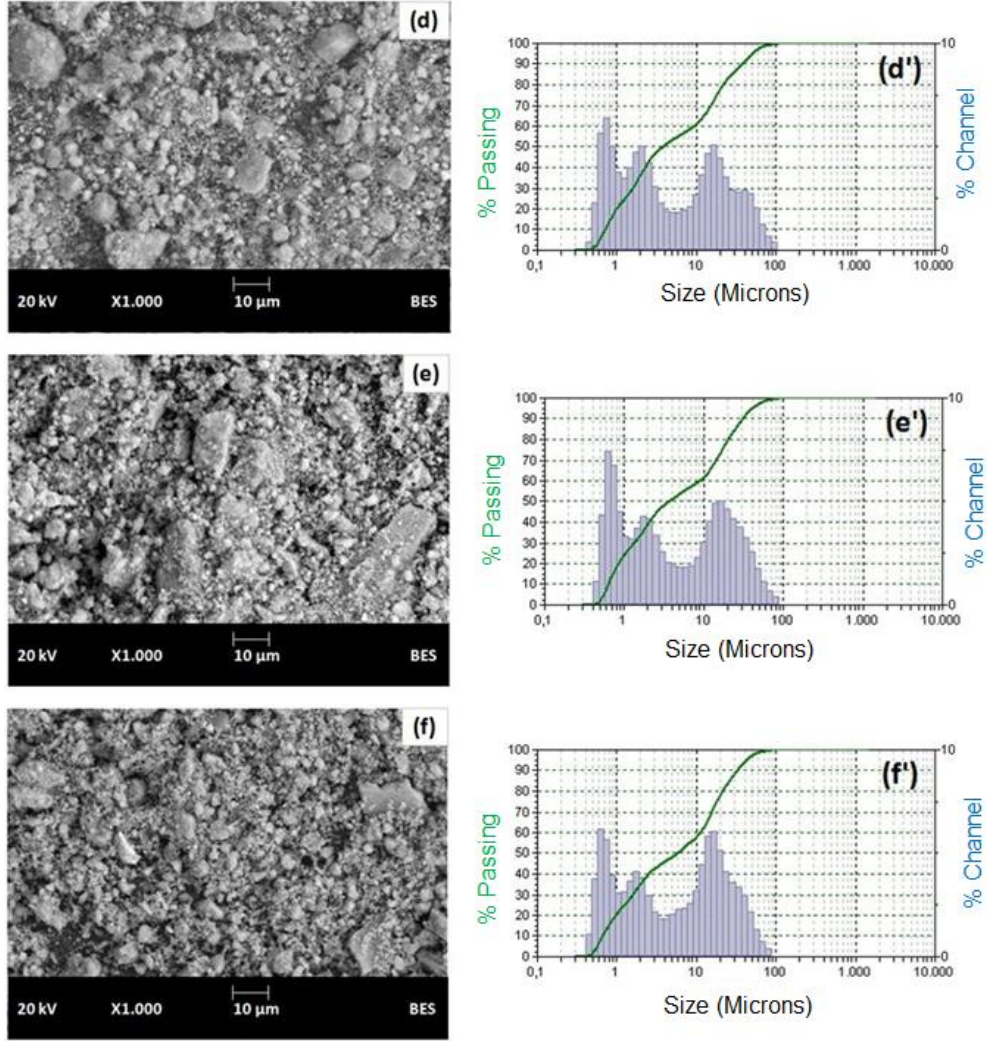 (d)
20 kV X1.000 10 µm BES
(d')
% Passing
100
90
80
70
60
50
40
30
20
10
0
10
0
% Channel
0,1 1 10 100 1.000 10.000
Size (Microns)
(e)
20 kV X1.000 10 µm BES
(e')
% Passing
100
90
80
70
60
50
40
30
20
10
0
10
0
% Channel
0,1 1 10 100 1.000 10.000
Size (Microns)
(f)
20 kV X1.000 10 µm BES
(f')
% Passing
100
90
80
70
60
50
40
30
20
10
0
10
0
% Channel
0,1 1 10 100 1.000 10.000
Size (Microns)